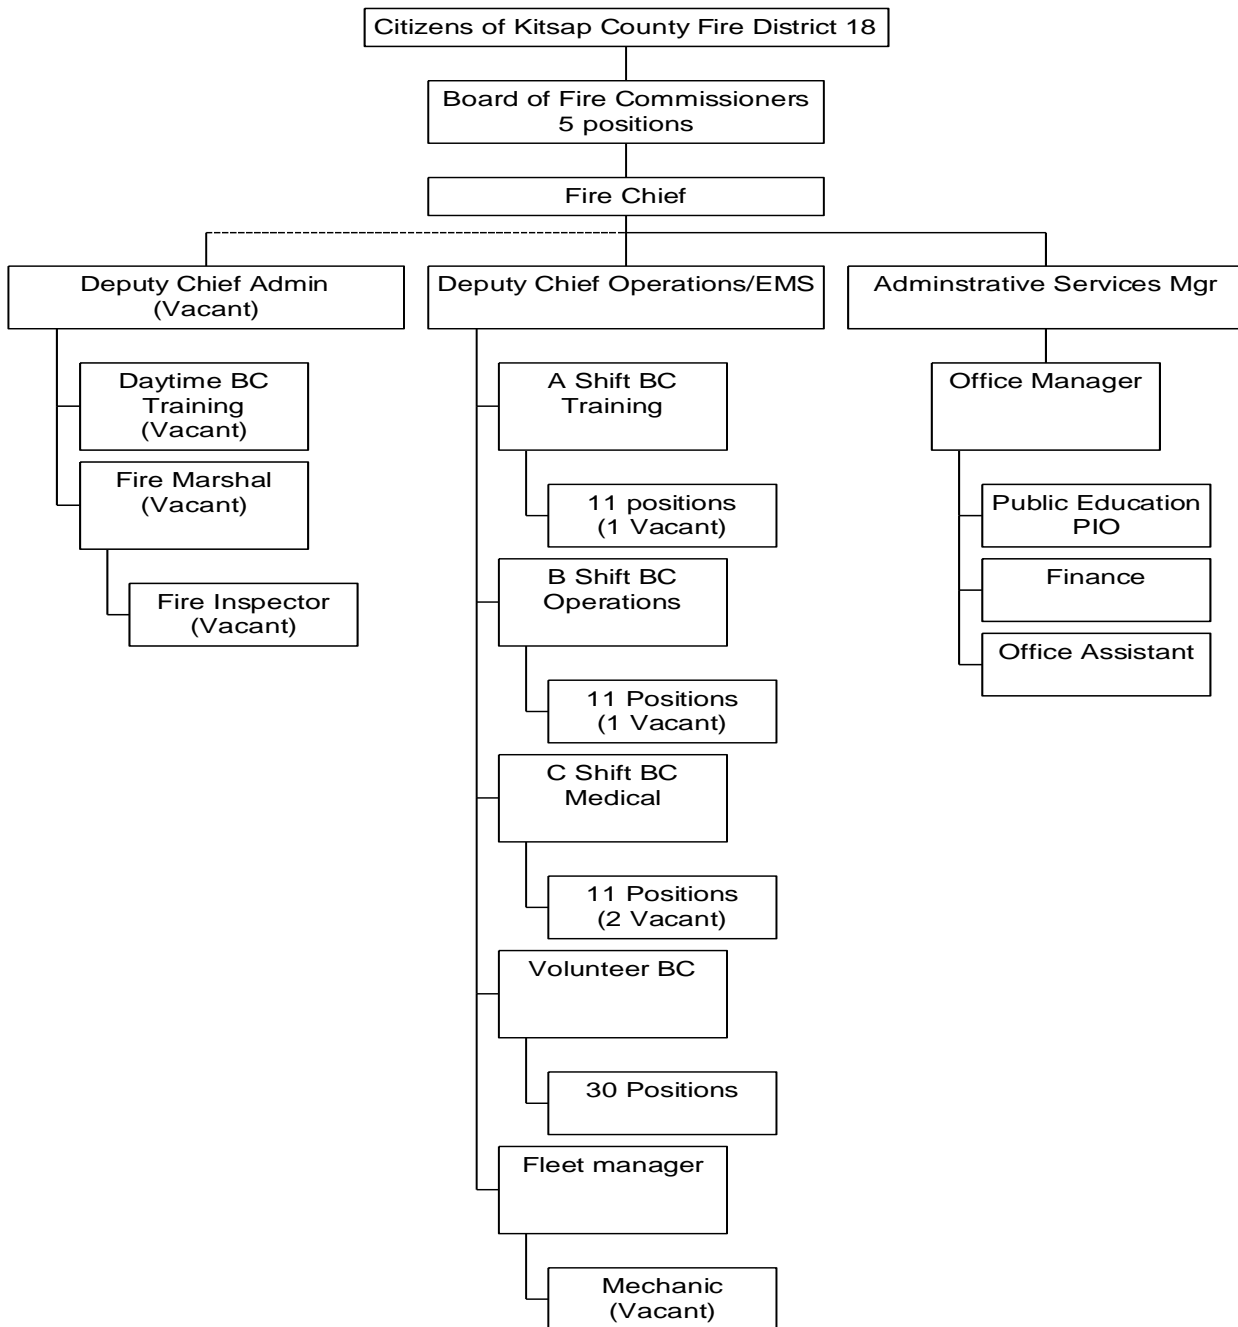 Citizens of Kitsap County Fire District 18
Board of Fire Commissioners
5 positions
Fire Chief
Deputy Chief Admin
(Vacant)
Daytime BC
Training
(Vacant)
Fire Marshal
(Vacant)
Fire Inspector
(Vacant)
Deputy Chief Operations/EMS
A Shift BC
Training
11 positions
(1 Vacant)
B Shift BC
Operations
11 Positions
(1 Vacant)
C Shift BC
Medical
11 Positions
(2 Vacant)
Volunteer BC
30 Positions
Fleet manager
Mechanic
(Vacant)
Adminstrative Services Mgr
Office Manager
Public Education
PIO
Finance
Office Assistant